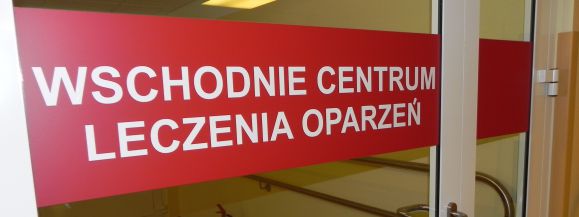 WSCHODNIE CENTRUM
LECZENIA OPARZEŃ